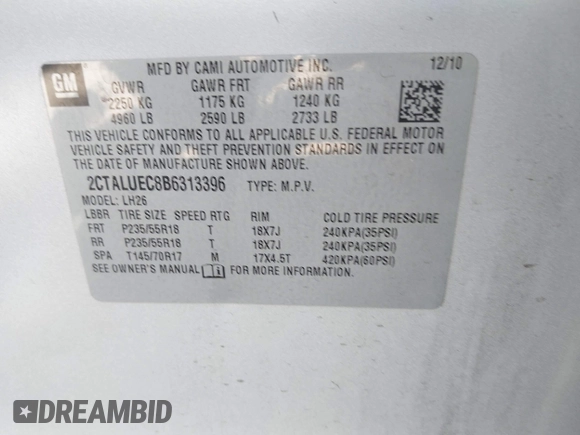 GM
MFD BY CAMI AUTOMOTIVE INC. 12/10
GVWR GAWR FRT GAWR RR
2250 KG 1175 KG 1240 KG
4960 LB 2590 LB 2733 LB
THIS VEHICLE CONFORMS TO ALL APPLICABLE U.S. FEDERAL MOTOR
VEHICLE SAFETY AND THEFT PREVENTION STANDARDS IN EFFECT ON THE
DATE OF MANUFACTURE SHOWN ABOVE.
2CTALUEC8B6313396 TYPE: M.P.V.
MODEL: LH26
LBBR TIRE SIZE SPEED RTG RIM COLD TIRE PRESSURE
FRT P235/55R18 T 18X7J 240KPA(35PSI)
RR P235/55R18 T 18X7J 240KPA(35PSI)
SPA T145/70R17 M 17X4.5T 420KPA(60PSI)
SEE OWNER'S MANUAL FOR MORE INFORMATION.
DREAMBID